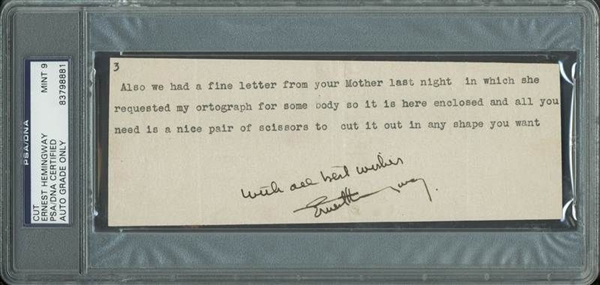 PSA/DNA
CUT
ERNEST HEMINGWAY
PSA/DNA CERTIFIED
AUTO GRADE ONLY
MINT 9
83798881
3
Also we had a fine letter from your Mother last night in which she
requested my ortograph for some body so it is here enclosed and all you
need is a nice pair of scissors to cut it out in any shape you want
with all best wishes
Ernest Hemingway.